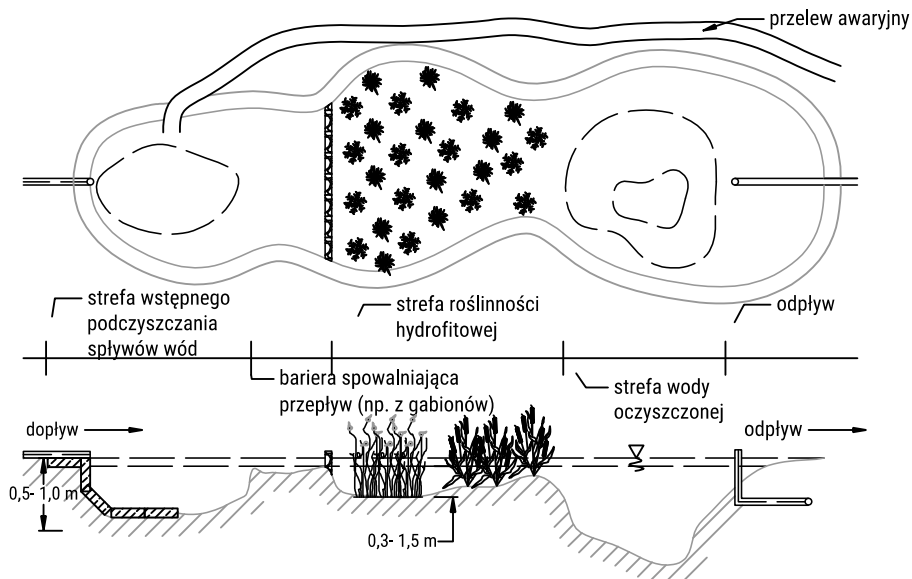 przelew awaryjny
strefa wstępnego
podczyszczania
spływów wód
strefa roślinności
hydrofitowej
odpływ
bariera spowalniająca
przepływ (np. z gabionów)
strefa wody
oczyszczonej
dopływ
odpływ
0,5- 1,0 m
0,3- 1,5 m